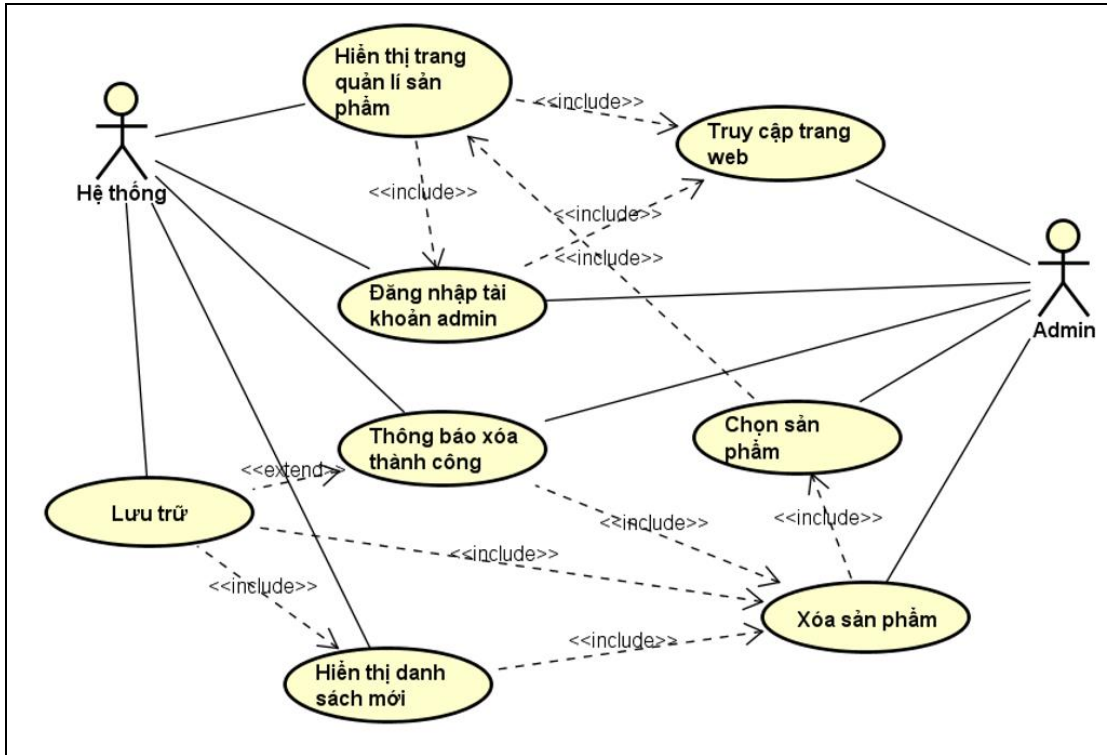 Hiển thị trang
quản lí sản
phẩm
<<include>>
Truy cập trang
web
Hệ thống
<<include>>
<<include>>
<<include>>
Đăng nhập tài
khoản admin
Admin
Thông báo xóa
thành công
Chọn sản
phẩm
<<extend>>
Lưu trữ
<<include>>
<<include>>
<<include>>
<<include>>
Xóa sản phẩm
<<include>>
Hiển thị danh
sách mới